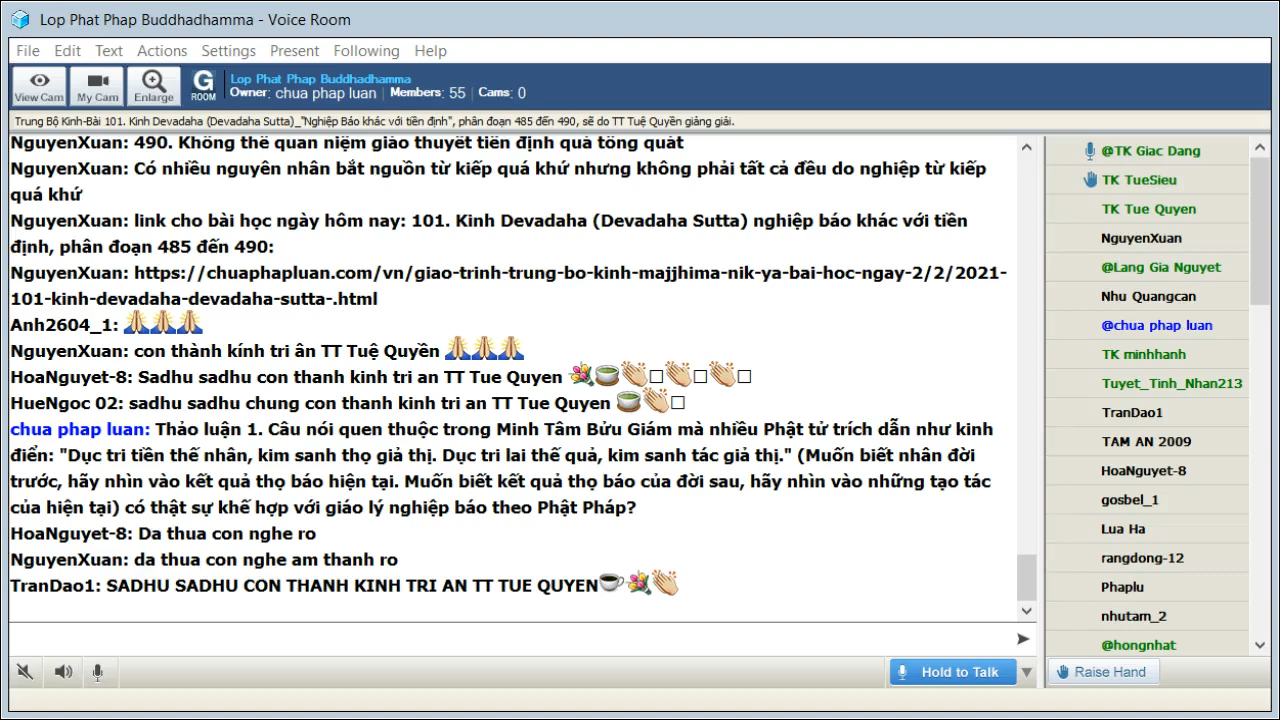 Lop Phat Phap Buddhadhamma - Voice Room
File Edit Text Actions Settings Present Following Help
View Cam My Cam Enlarge G ROOM
Lop Phat Phap Buddhadhamma
Owner: chua phap luan Members: 55 Cams: 0
Trung Bộ Kinh-Bài 101. Kinh Devadaha (Devadaha Sutta)_"Nghiệp Báo khác với tiền định", phân đoạn 485 đến 490, sẽ do TT Tuệ Quyền giảng giải.
NguyenXuan: 490. Không thể quan niệm giáo thuyết tiền định quá tổng quát
NguyenXuan: Có nhiều nguyên nhân bắt nguồn từ kiếp quá khứ nhưng không phải tất cả đều do nghiệp từ kiếp
quá khứ
NguyenXuan: link cho bài học ngày hôm nay: 101. Kinh Devadaha (Devadaha Sutta) nghiệp báo khác với tiền
định, phân đoạn 485 đến 490:
NguyenXuan: https://chuaphapluan.com/vn/giao-trinh-trung-bo-kinh-majjhima-nik-ya-bai-hoc-ngay-2/2/2021-
101-kinh-devadaha-devadaha-sutta-.html
Anh2604_1: 🙏🙏🙏
NguyenXuan: con thành kính tri ân TT Tuệ Quyền 🙏🙏🙏
HoaNguyet-8: Sadhu sadhu con thanh kinh tri an TT Tue Quyen 💐🍵👏□👏□👏□
HueNgoc 02: sadhu sadhu chung con thanh kinh tri an TT Tue Quyen 🍵👏□
chua phap luan: Thảo luận 1. Câu nói quen thuộc trong Minh Tâm Bửu Giám mà nhiều Phật tử trích dẫn như kinh
điển: "Dục tri tiền thế nhân, kim sanh thọ giả thị. Dục tri lai thế quả, kim sanh tác giả thị." (Muốn biết nhân đời
trước, hãy nhìn vào kết quả thọ báo hiện tại. Muốn biết kết quả thọ báo của đời sau, hãy nhìn vào những tạo tác
của hiện tại) có thật sự khế hợp với giáo lý nghiệp báo theo Phật Pháp?
HoaNguyet-8: Da thua con nghe ro
NguyenXuan: da thua con nghe am thanh ro
TranDao1: SADHU SADHU CON THANH KINH TRI AN TT TUE QUYEN☕💐👏
Hold to Talk
@TK Giac Dang
TK TueSieu
TK Tue Quyen
NguyenXuan
@Lang Gia Nguyet
Nhu Quangcan
@chua phap luan
TK minhhanh
Tuyet_Tinh_Nhan213
TranDao1
TAM AN 2009
HoaNguyet-8
gosbel_1
Lua Ha
rangdong-12
Phaplu
nhutam_2
@hongnhat
Raise Hand